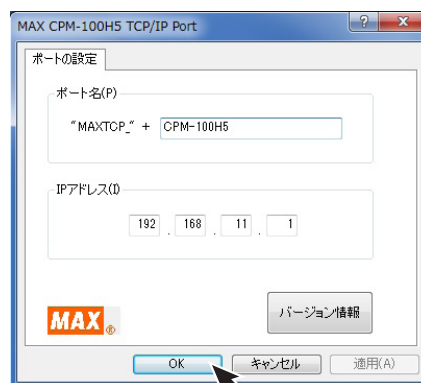 MAX CPM-100H5 TCP/IP Port
ポートの設定
ポート名(P)
"MAXTCP_" + CPM-100H5
IPアドレス(I)
192 . 168 . 11 . 1
MAX®
バージョン情報
OK キャンセル 適用(A)